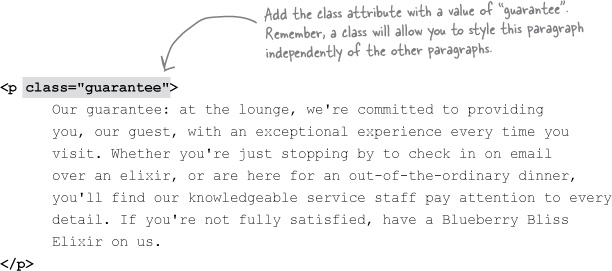 Add the class attribute with a value of “guarantee”.
Remember, a class will allow you to style this paragraph
independently of the other paragraphs.
<p class="guarantee">
Our guarantee: at the lounge, we're committed to providing
you, our guest, with an exceptional experience every time you
visit. Whether you're just stopping by to check in on email
over an elixir, or are here for an out-of-the-ordinary dinner,
you'll find our knowledgeable service staff pay attention to every
detail. If you're not fully satisfied, have a Blueberry Bliss
Elixir on us.
</p>